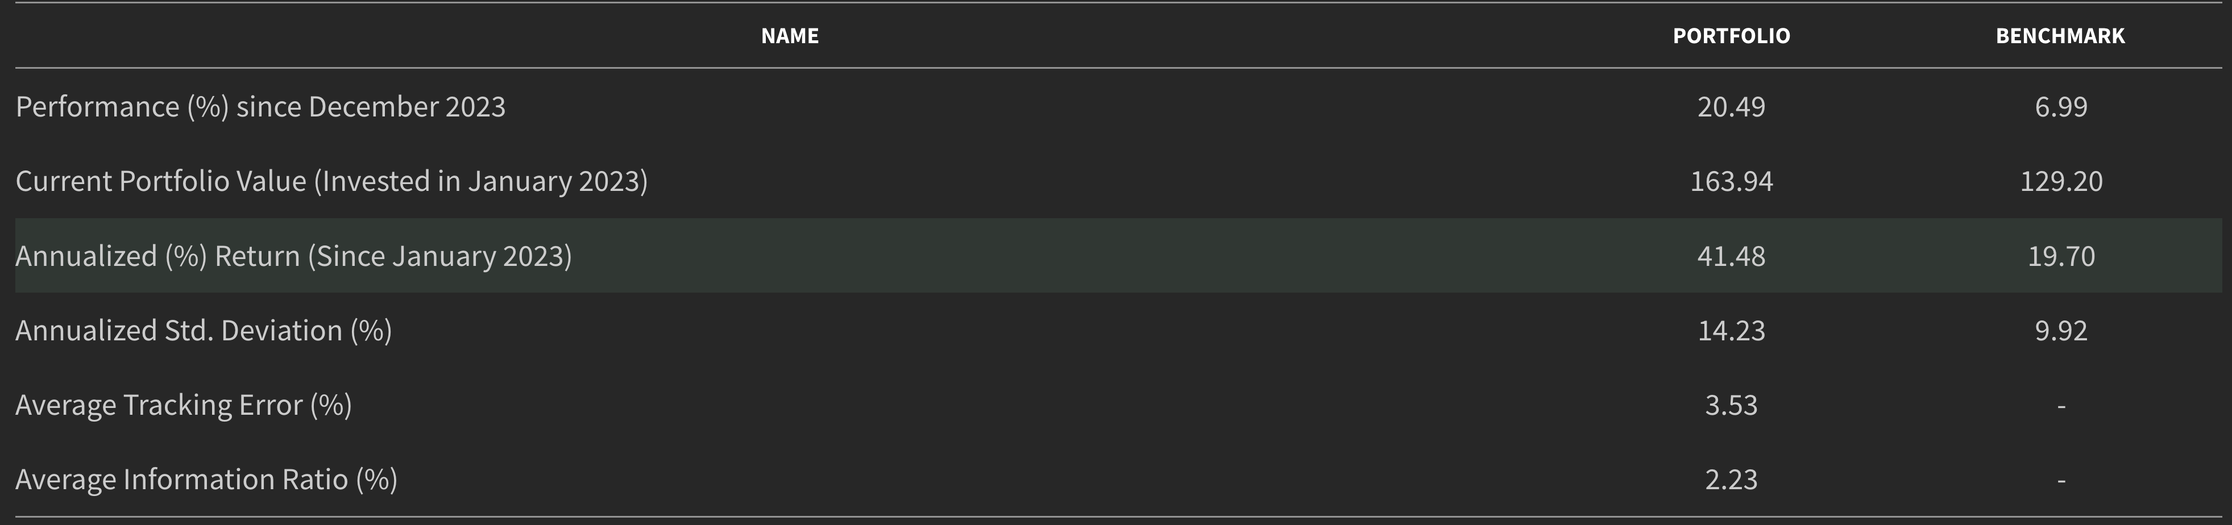 NAME PORTFOLIO BENCHMARK
Performance (%) since December 2023 20.49 6.99
Current Portfolio Value (Invested in January 2023) 163.94 129.20
Annualized (%) Return (Since January 2023) 41.48 19.70
Annualized Std. Deviation (%) 14.23 9.92
Average Tracking Error (%) 3.53 -
Average Information Ratio (%) 2.23 -